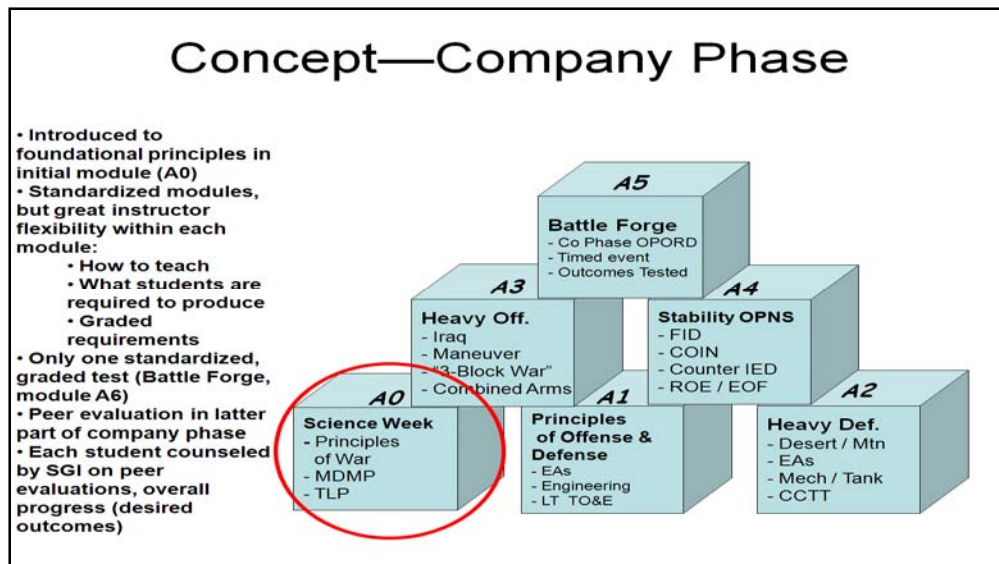 Concept—Company Phase
• Introduced to
foundational principles in
initial module (A0)
• Standardized modules,
but great instructor
flexibility within each
module:
• How to teach
• What students are
required to produce
• Graded
requirements
• Only one standardized,
graded test (Battle Forge,
module A6)
• Peer evaluation in latter
part of company phase
• Each student counseled
by SGI on peer
evaluations, overall
progress (desired
outcomes)
A5
Battle Forge
- Co Phase OPORD
- Timed event
- Outcomes Tested
A3
Heavy Off.
- Iraq
- Maneuver
- "3-Block War"
- Combined Arms
A4
Stability OPNS
- FID
- COIN
- Counter IED
- ROE / EOF
A0
Science Week
- Principles
of War
- MDMP
- TLP
A1
Principles
of Offense &
Defense
- EAs
- Engineering
- LT TO&E
A2
Heavy Def.
- Desert / Mtn
- EAs
- Mech / Tank
- CCTT